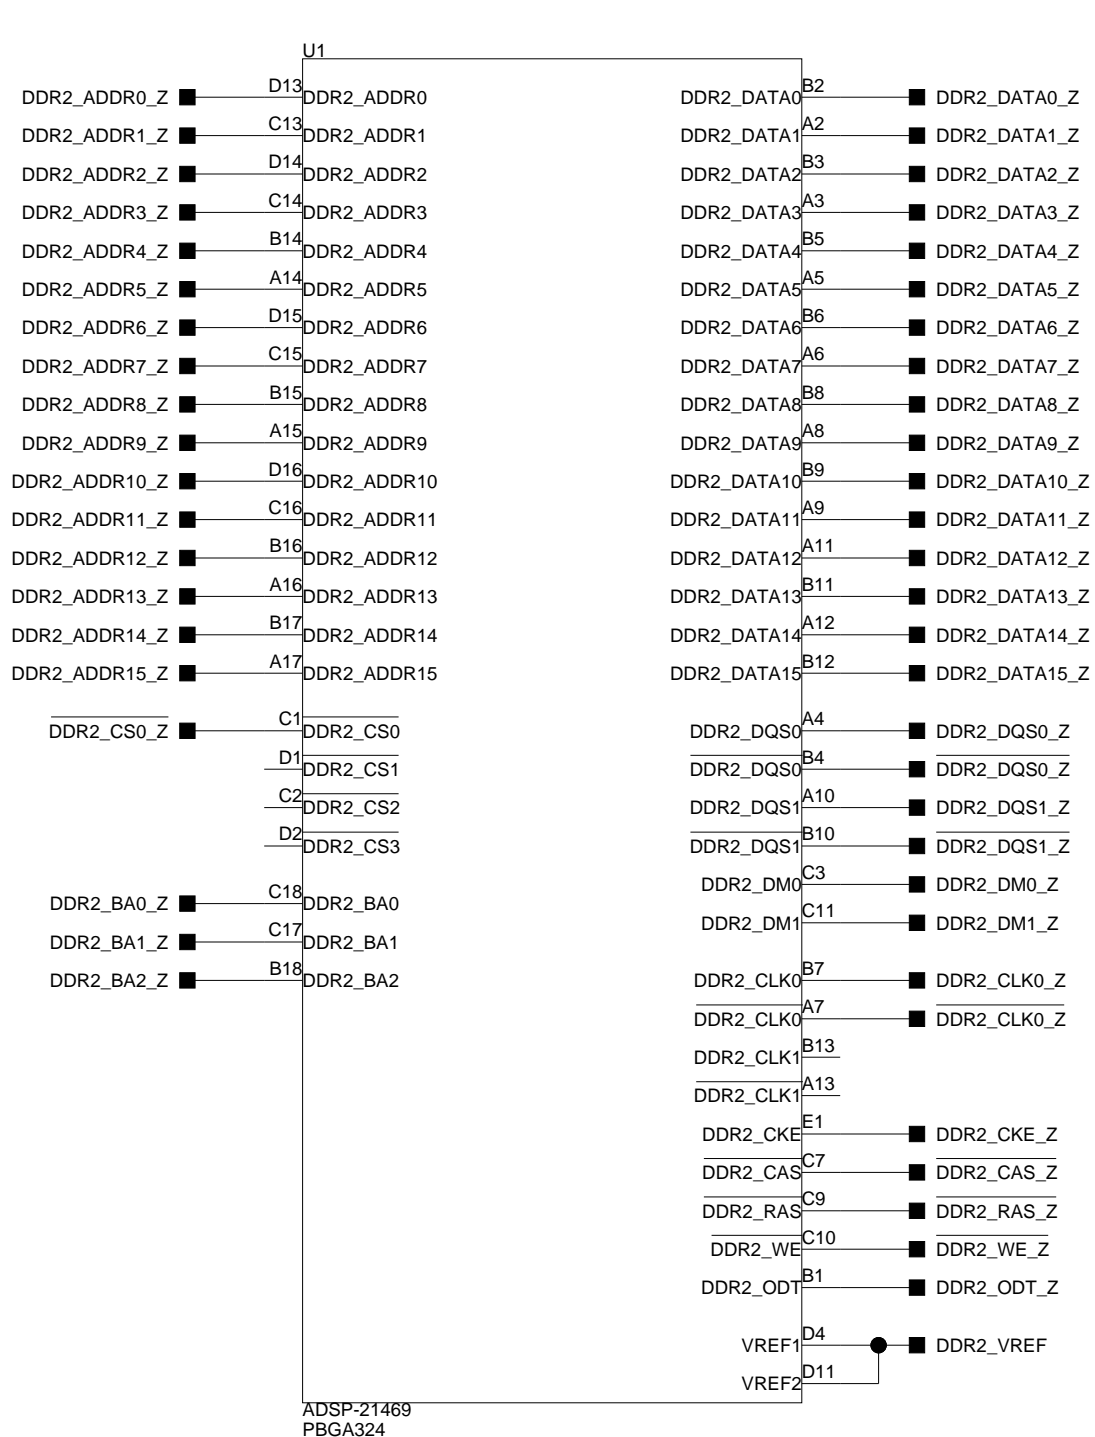 U1
DDR2_ADDR0_Z D13 DDR2_ADDR0 DDR2_DATA0 B2 DDR2_DATA0_Z
DDR2_ADDR1_Z C13 DDR2_ADDR1 DDR2_DATA1 A2 DDR2_DATA1_Z
DDR2_ADDR2_Z D14 DDR2_ADDR2 DDR2_DATA2 B3 DDR2_DATA2_Z
DDR2_ADDR3_Z C14 DDR2_ADDR3 DDR2_DATA3 A3 DDR2_DATA3_Z
DDR2_ADDR4_Z B14 DDR2_ADDR4 DDR2_DATA4 B5 DDR2_DATA4_Z
DDR2_ADDR5_Z A14 DDR2_ADDR5 DDR2_DATA5 A5 DDR2_DATA5_Z
DDR2_ADDR6_Z D15 DDR2_ADDR6 DDR2_DATA6 B6 DDR2_DATA6_Z
DDR2_ADDR7_Z C15 DDR2_ADDR7 DDR2_DATA7 A6 DDR2_DATA7_Z
DDR2_ADDR8_Z B15 DDR2_ADDR8 DDR2_DATA8 B8 DDR2_DATA8_Z
DDR2_ADDR9_Z A15 DDR2_ADDR9 DDR2_DATA9 A8 DDR2_DATA9_Z
DDR2_ADDR10_Z D16 DDR2_ADDR10 DDR2_DATA10 B9 DDR2_DATA10_Z
DDR2_ADDR11_Z C16 DDR2_ADDR11 DDR2_DATA11 A9 DDR2_DATA11_Z
DDR2_ADDR12_Z B16 DDR2_ADDR12 DDR2_DATA12 A11 DDR2_DATA12_Z
DDR2_ADDR13_Z A16 DDR2_ADDR13 DDR2_DATA13 B11 DDR2_DATA13_Z
DDR2_ADDR14_Z B17 DDR2_ADDR14 DDR2_DATA14 A12 DDR2_DATA14_Z
DDR2_ADDR15_Z A17 DDR2_ADDR15 DDR2_DATA15 B12 DDR2_DATA15_Z
DDR2_CS0_Z C1 DDR2_CS0 DDR2_DQS0 A4 DDR2_DQS0_Z
D1 DDR2_CS1 DDR2_DQS0 B4 DDR2_DQS0_Z
C2 DDR2_CS2 DDR2_DQS1 A10 DDR2_DQS1_Z
D2 DDR2_CS3 DDR2_DQS1 B10 DDR2_DQS1_Z
DDR2_DM0 C3 DDR2_DM0_Z
DDR2_BA0_Z C18 DDR2_BA0
DDR2_DM1 C11 DDR2_DM1_Z
DDR2_BA1_Z C17 DDR2_BA1
DDR2_BA2_Z B18 DDR2_BA2 DDR2_CLK0 B7 DDR2_CLK0_Z
DDR2_CLK0 A7 DDR2_CLK0_Z
DDR2_CLK1 B13
DDR2_CLK1 A13
DDR2_CKE E1 DDR2_CKE_Z
DDR2_CAS C7 DDR2_CAS_Z
DDR2_RAS C9 DDR2_RAS_Z
DDR2_WE C10 DDR2_WE_Z
DDR2_ODT B1 DDR2_ODT_Z
VREF1 D4 DDR2_VREF
VREF2 D11
ADSP-21469
PBGA324